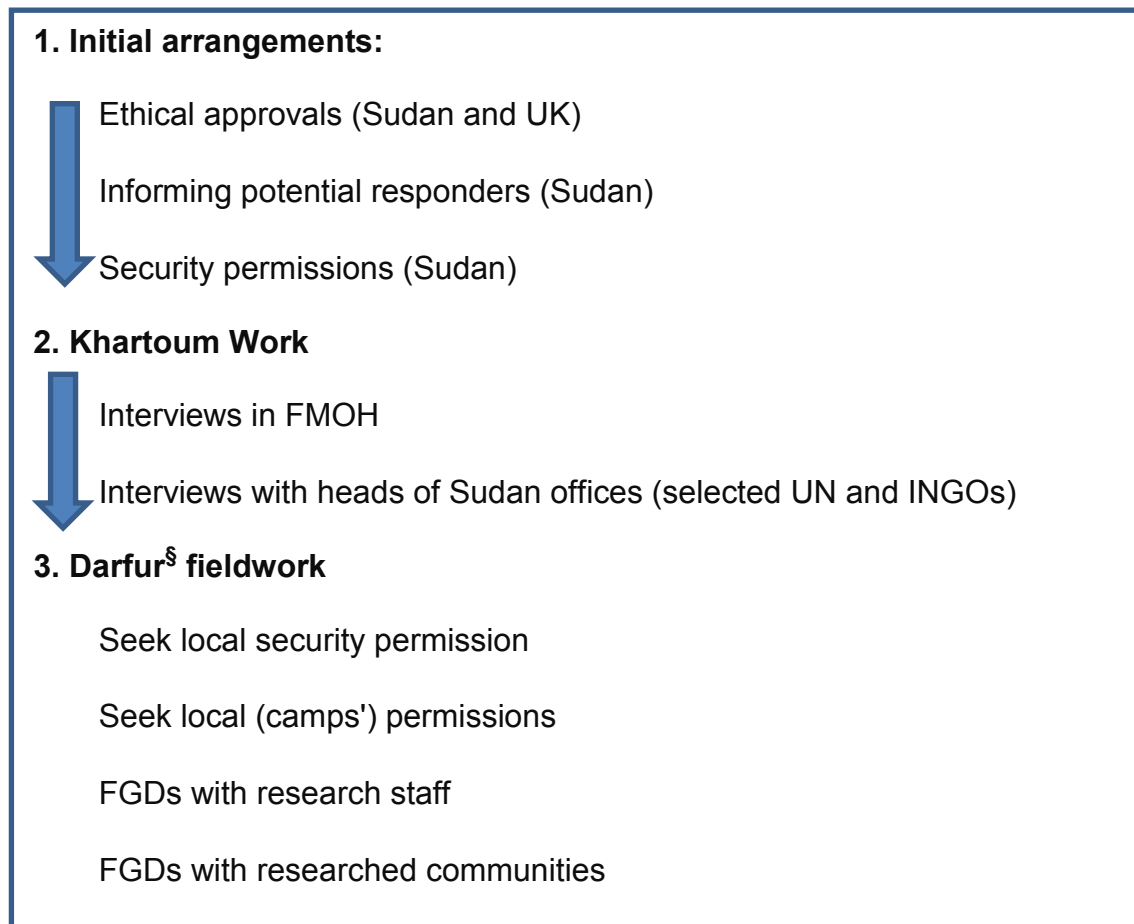 1. Initial arrangements:
Ethical approvals (Sudan and UK)
Informing potential responders (Sudan)
Security permissions (Sudan)
2. Khartoum Work
Interviews in FMOH
Interviews with heads of Sudan offices (selected UN and INGOs)
3. Darfur§ fieldwork
Seek local security permission
Seek local (camps') permissions
FGDs with research staff
FGDs with researched communities